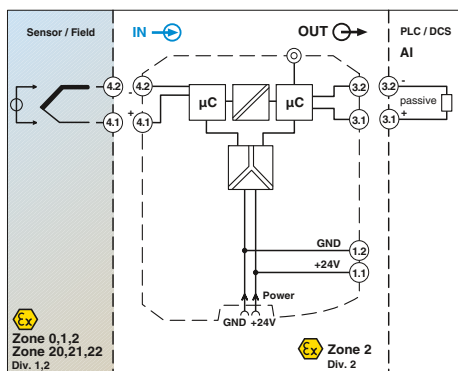 Sensor / Field
IN
OUT
PLC / DCS
AI
4.2
4.2
-
µC
µC
3.2
3.2
-
passive
+
4.1
+
4.1
3.1
3.1
GND
1.2
+24V
1.1
Power
GND +24V
Ex
Zone 0,1,2
Zone 20,21,22
Div. 1,2
Ex
Zone 2
Div. 2